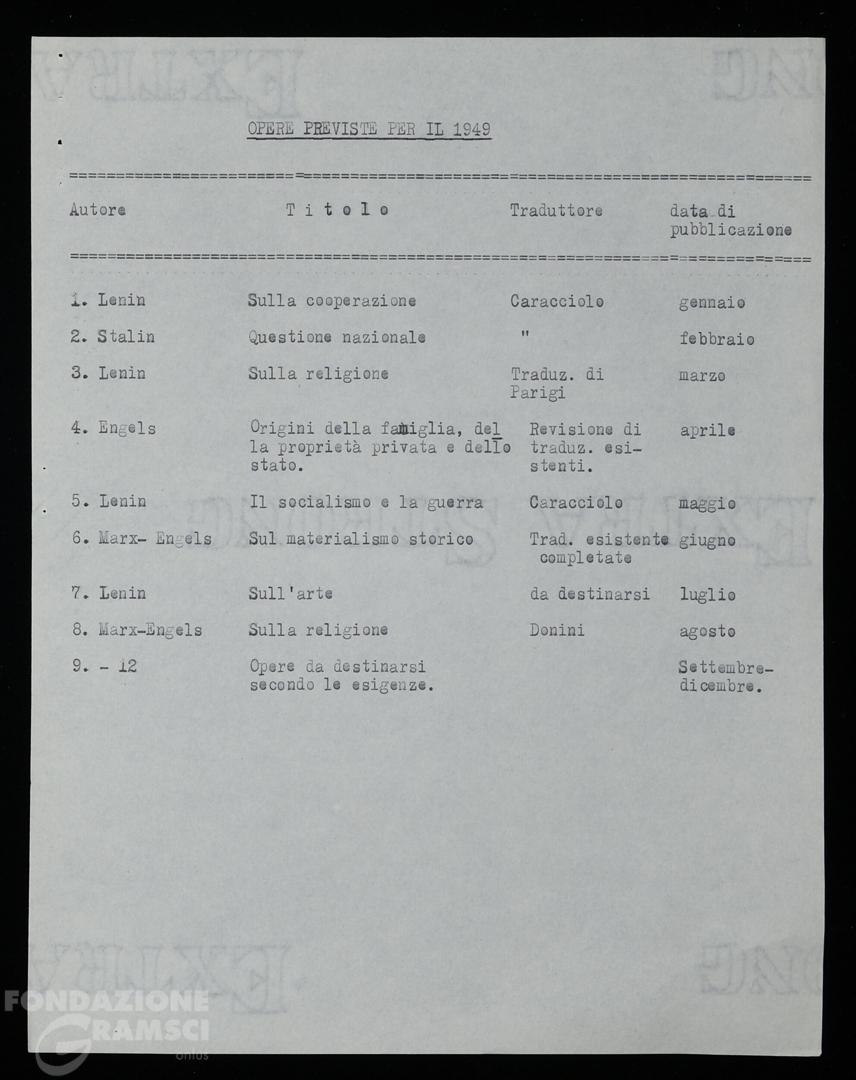 OPERE PREVISTE PER IL 1949
Autore T i t o l o Traduttore data di
pubblicazione
1. Lenin Sulla cooperazione Caracciolo gennaio
2. Stalin Questione nazionale " febbraio
3. Lenin Sulla religione Traduz. di marzo
Parigi
4. Engels Origini della famiglia, del Revisione di aprile
la proprietà privata e dello traduz. esi-
stato. stenti.
5. Lenin Il socialismo e la guerra Caracciolo maggio
6. Marx- Engels Sul materialismo storico Trad. esistente giugno
completate
7. Lenin Sull'arte da destinarsi luglio
8. Marx-Engels Sulla religione Donini agosto
9. - 12 Opere da destinarsi Settembre-
secondo le esigenze. dicembre.
FONDAZIONE
GRAMSCI
onlus